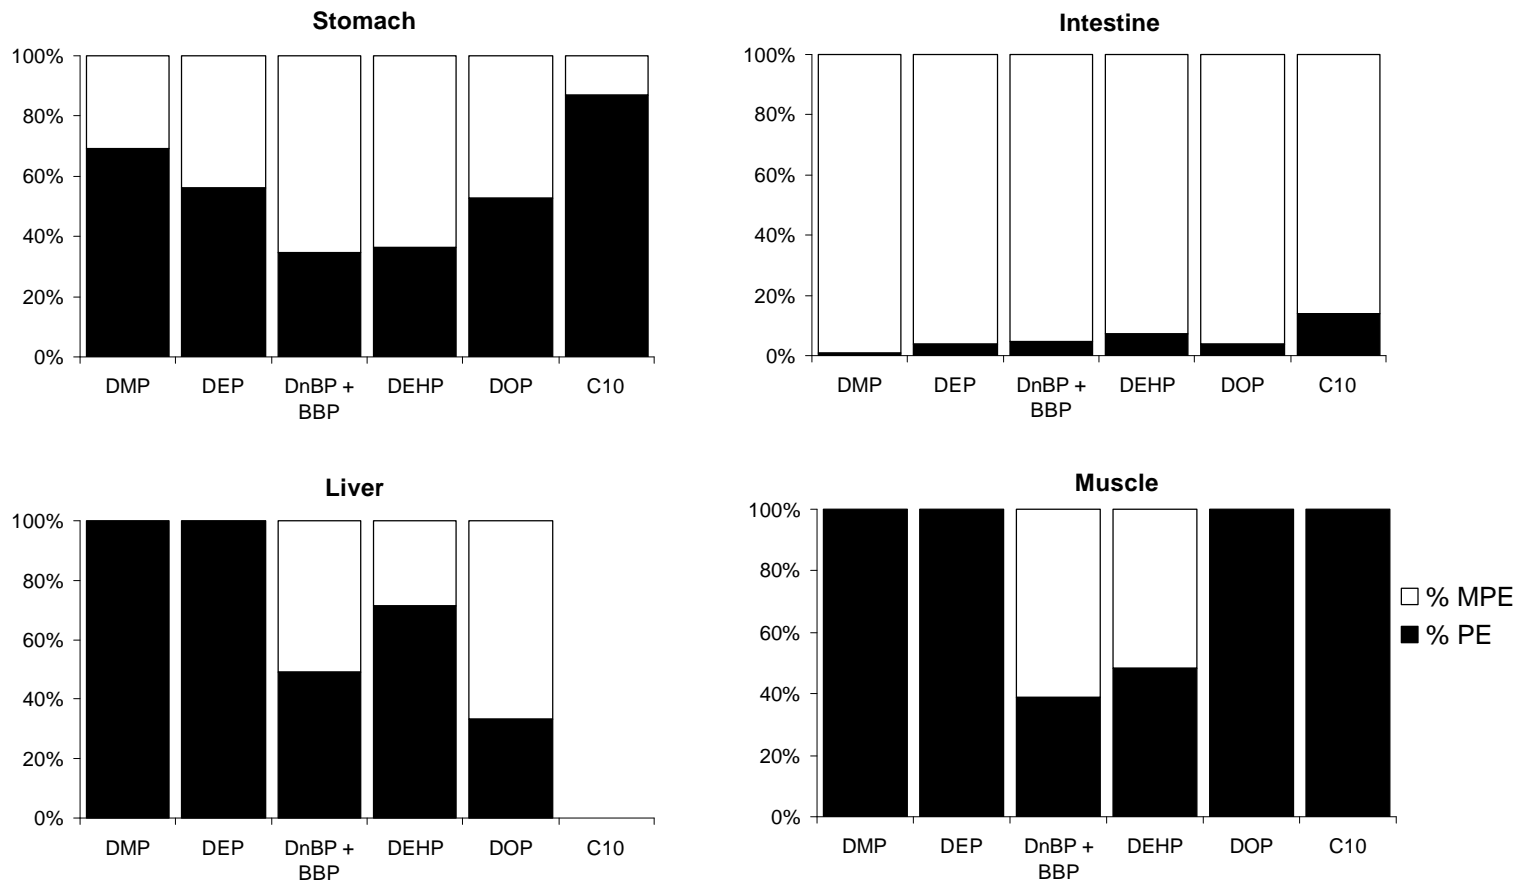 Stomach
100%
80%
60%
40%
20%
0%
DMP DEP DnBP + DEHP DOP C10
BBP
Intestine
100%
80%
60%
40%
20%
0%
DMP DEP DnBP + DEHP DOP C10
BBP
Liver
100%
80%
60%
40%
20%
0%
DMP DEP DnBP + DEHP DOP C10
BBP
Muscle
100%
80%
60%
40%
20%
0%
DMP DEP DnBP + DEHP DOP C10
BBP
% MPE
% PE